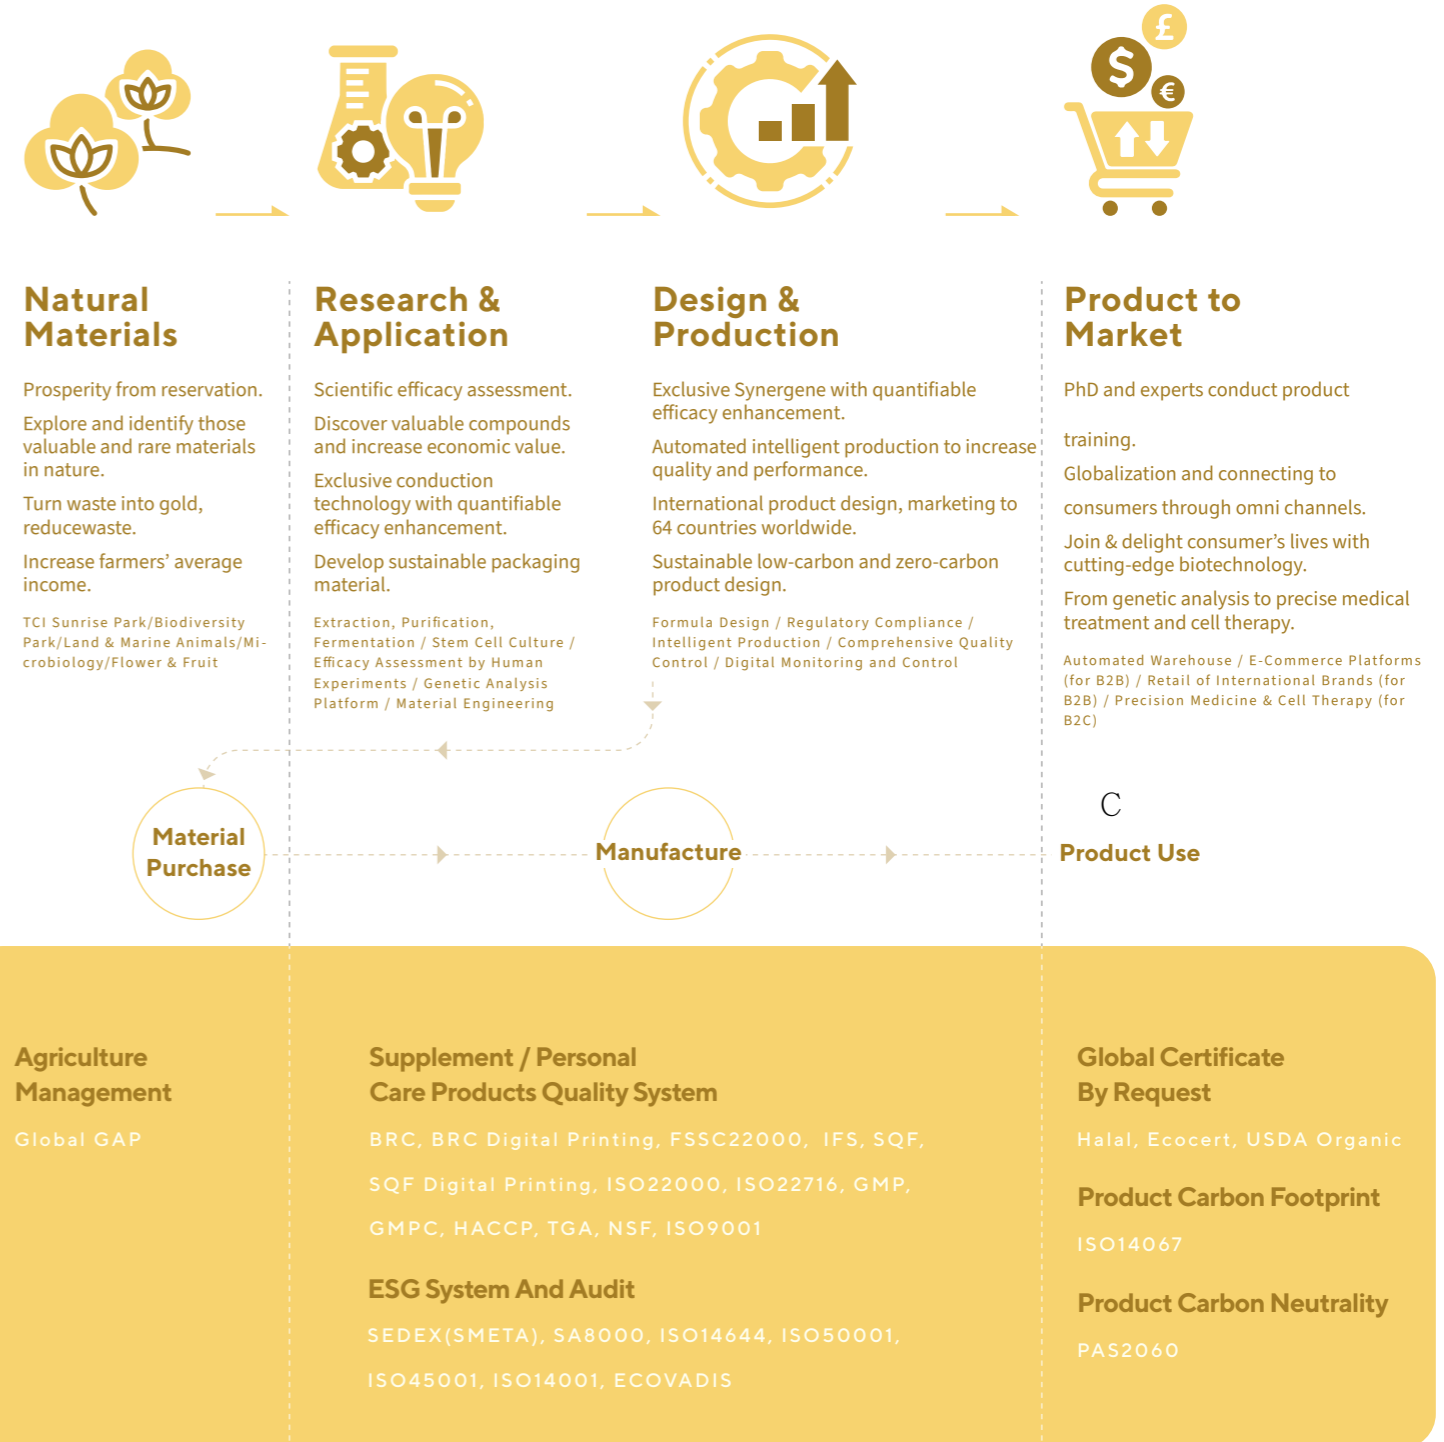 £
$
€
Natural
Materials
Prosperity from reservation.
Explore and identify those
valuable and rare materials
in nature.
Turn waste into gold,
reducewaste.
Increase farmers’ average
income.
TCI Sunrise Park/Biodiversity
Park/Land & Marine Animals/Mi-
crobiology/Flower & Fruit
Research &
Application
Scientific efficacy assessment.
Discover valuable compounds
and increase economic value.
Exclusive conduction
technology with quantifiable
efficacy enhancement.
Develop sustainable packaging
material.
Extraction, Purification,
Fermentation / Stem Cell Culture /
Efficacy Assessment by Human
Experiments / Genetic Analysis
Platform / Material Engineering
Design &
Production
Exclusive Synergene with quantifiable
efficacy enhancement.
Automated intelligent production to increase
quality and performance.
International product design, marketing to
64 countries worldwide.
Sustainable low-carbon and zero-carbon
product design.
Formula Design / Regulatory Compliance /
Intelligent Production / Comprehensive Quality
Control / Digital Monitoring and Control
Product to
Market
PhD and experts conduct product
training.
Globalization and connecting to
consumers through omni channels.
Join & delight consumer’s lives with
cutting-edge biotechnology.
From genetic analysis to precise medical
treatment and cell therapy.
Automated Warehouse / E-Commerce Platforms
(for B2B) / Retail of International Brands (for
B2B) / Precision Medicine & Cell Therapy (for
B2C)
Material
Purchase
Manufacture
C
Product Use
Agriculture
Management
Global GAP
Supplement / Personal
Care Products Quality System
BRC, BRC Digital Printing, FSSC22000, IFS, SQF,
SQF Digital Printing, ISO22000, ISO22716, GMP,
GMPC, HACCP, TGA, NSF, ISO9001
ESG System And Audit
SEDEX(SMETA), SA8000, ISO14644, ISO50001,
ISO45001, ISO14001, ECOVADIS
Global Certificate
By Request
Halal, Ecocert, USDA Organic
Product Carbon Footprint
ISO14067
Product Carbon Neutrality
PAS2060